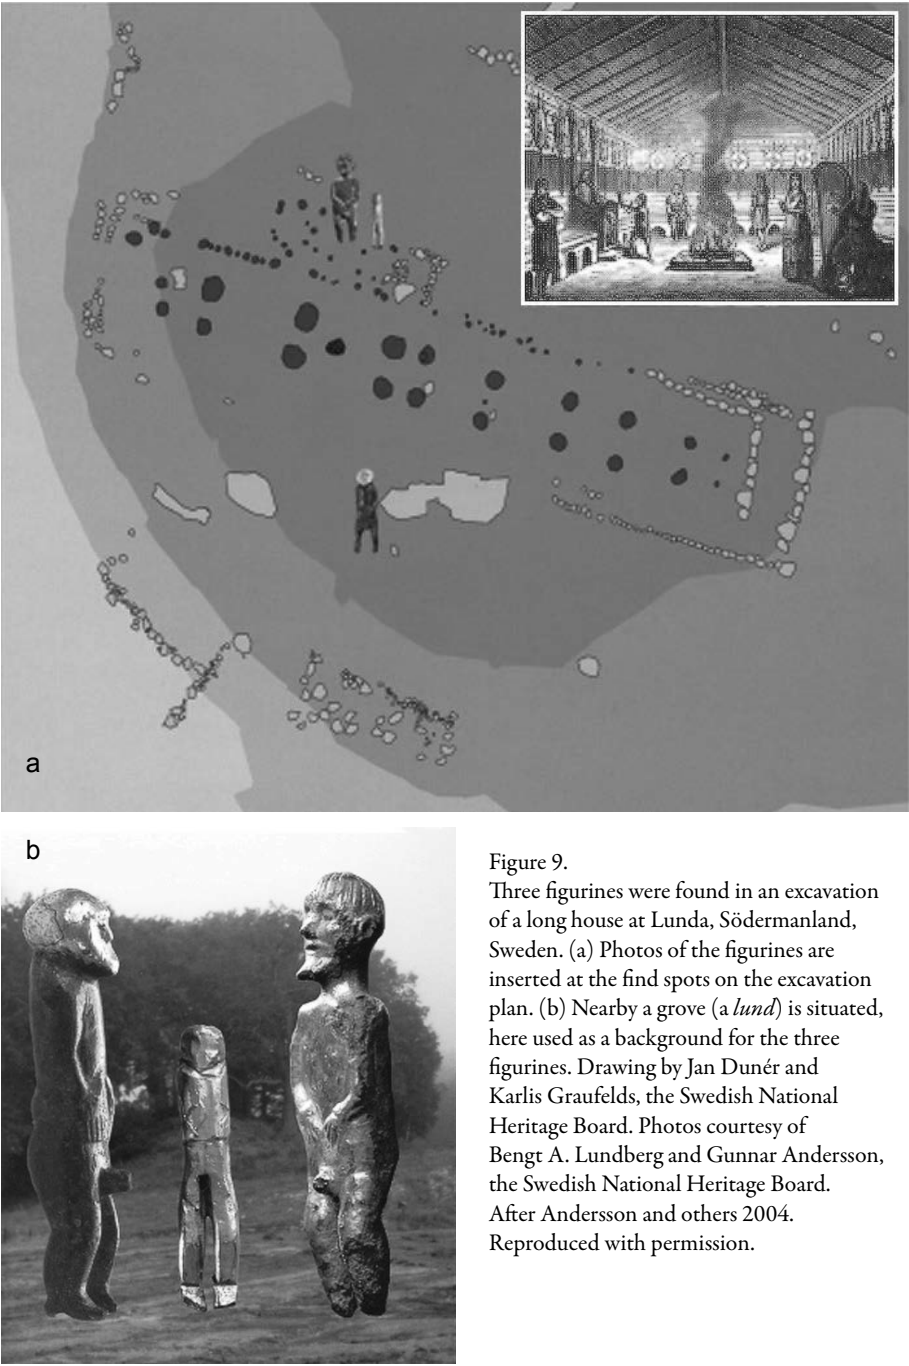 a
b
Figure 9.
Three figurines were found in an excavation
of a long house at Lunda, Södermanland,
Sweden. (a) Photos of the figurines are
inserted at the find spots on the excavation
plan. (b) Nearby a grove (a lund) is situated,
here used as a background for the three
figurines. Drawing by Jan Dunér and
Karlis Graufelds, the Swedish National
Heritage Board. Photos courtesy of
Bengt A. Lundberg and Gunnar Andersson,
the Swedish National Heritage Board.
After Andersson and others 2004.
Reproduced with permission.